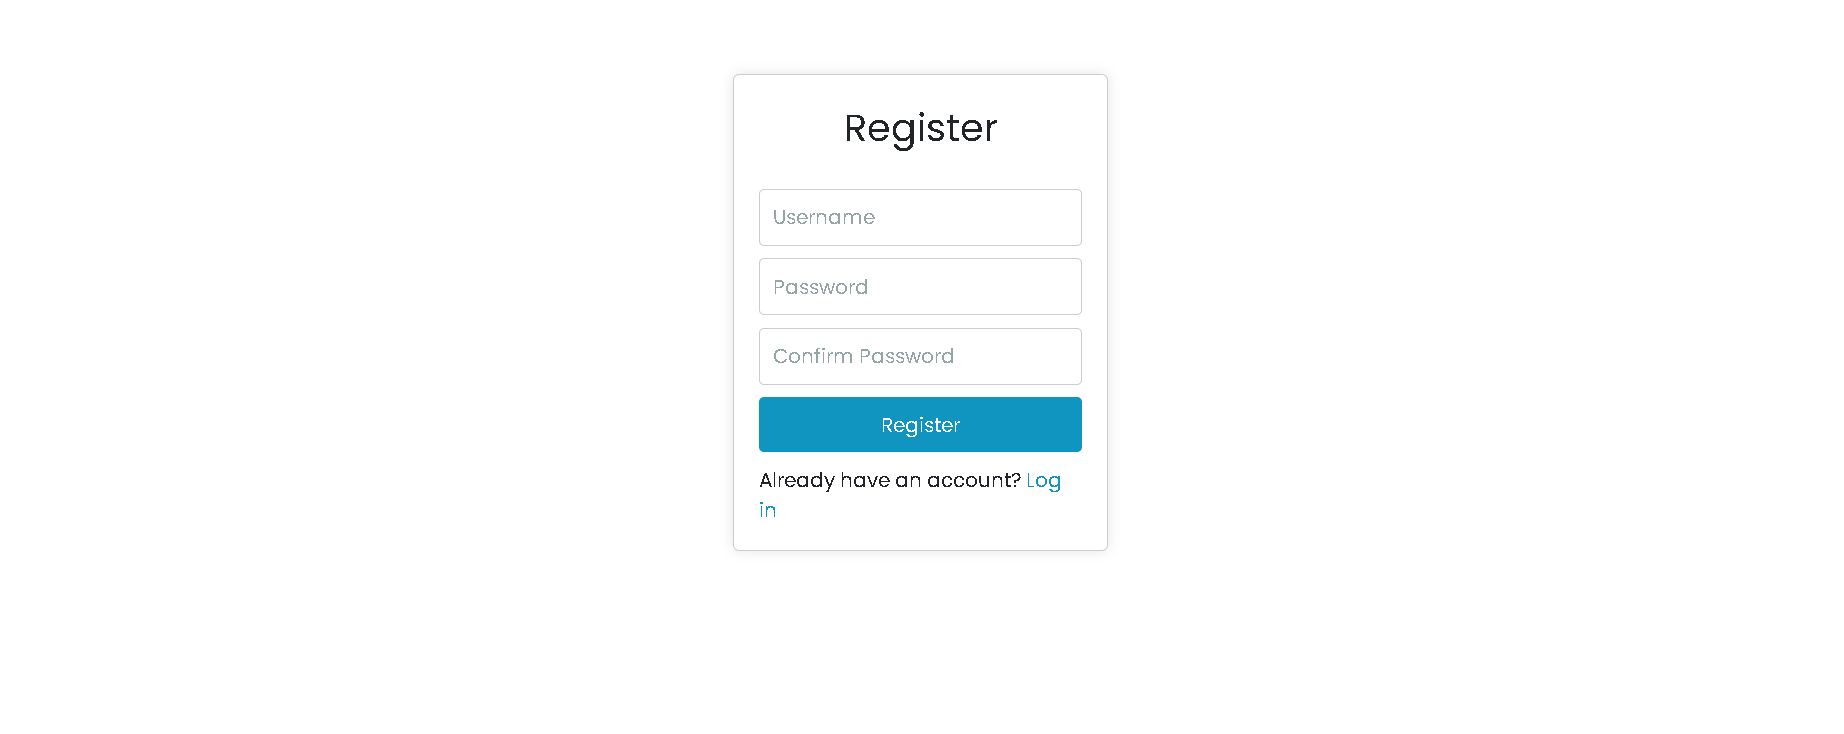 Register
Username
Password
Confirm Password
Register
Already have an account? Log
in